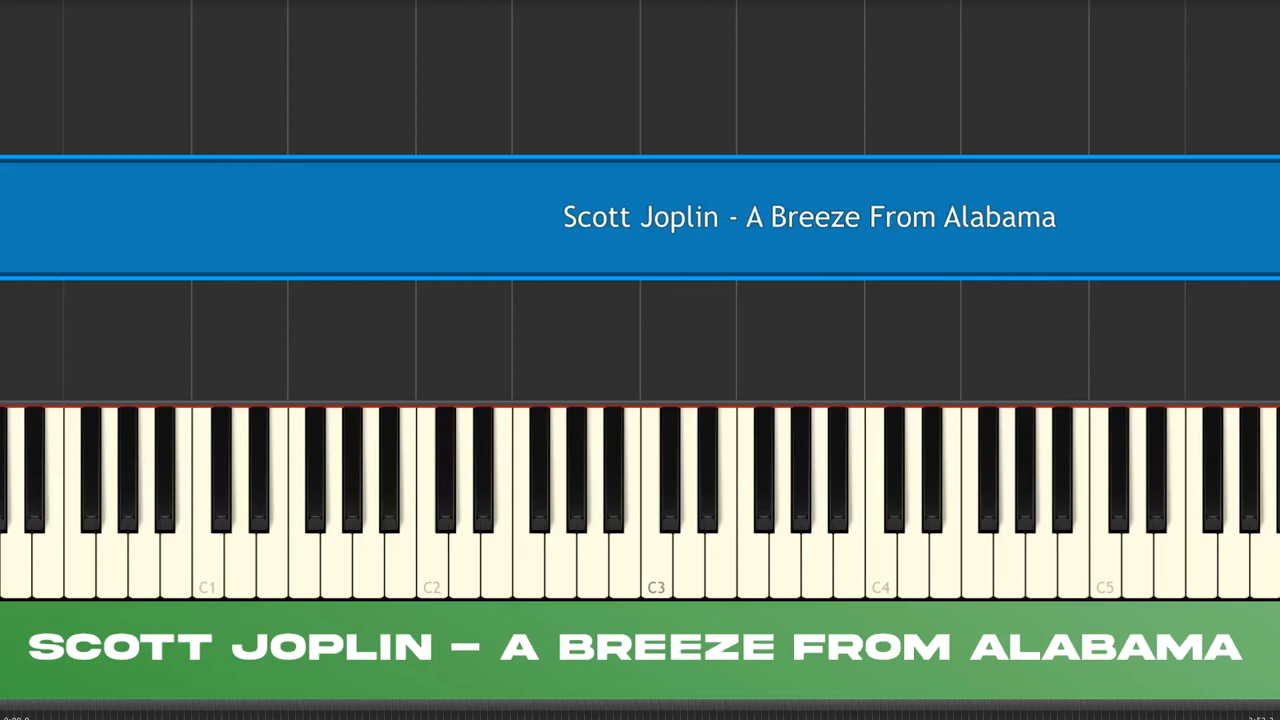 Scott Joplin - A Breeze From Alabama
C1 C2 C3 C4 C5
SCOTT JOPLIN – A BREEZE FROM ALABAMA